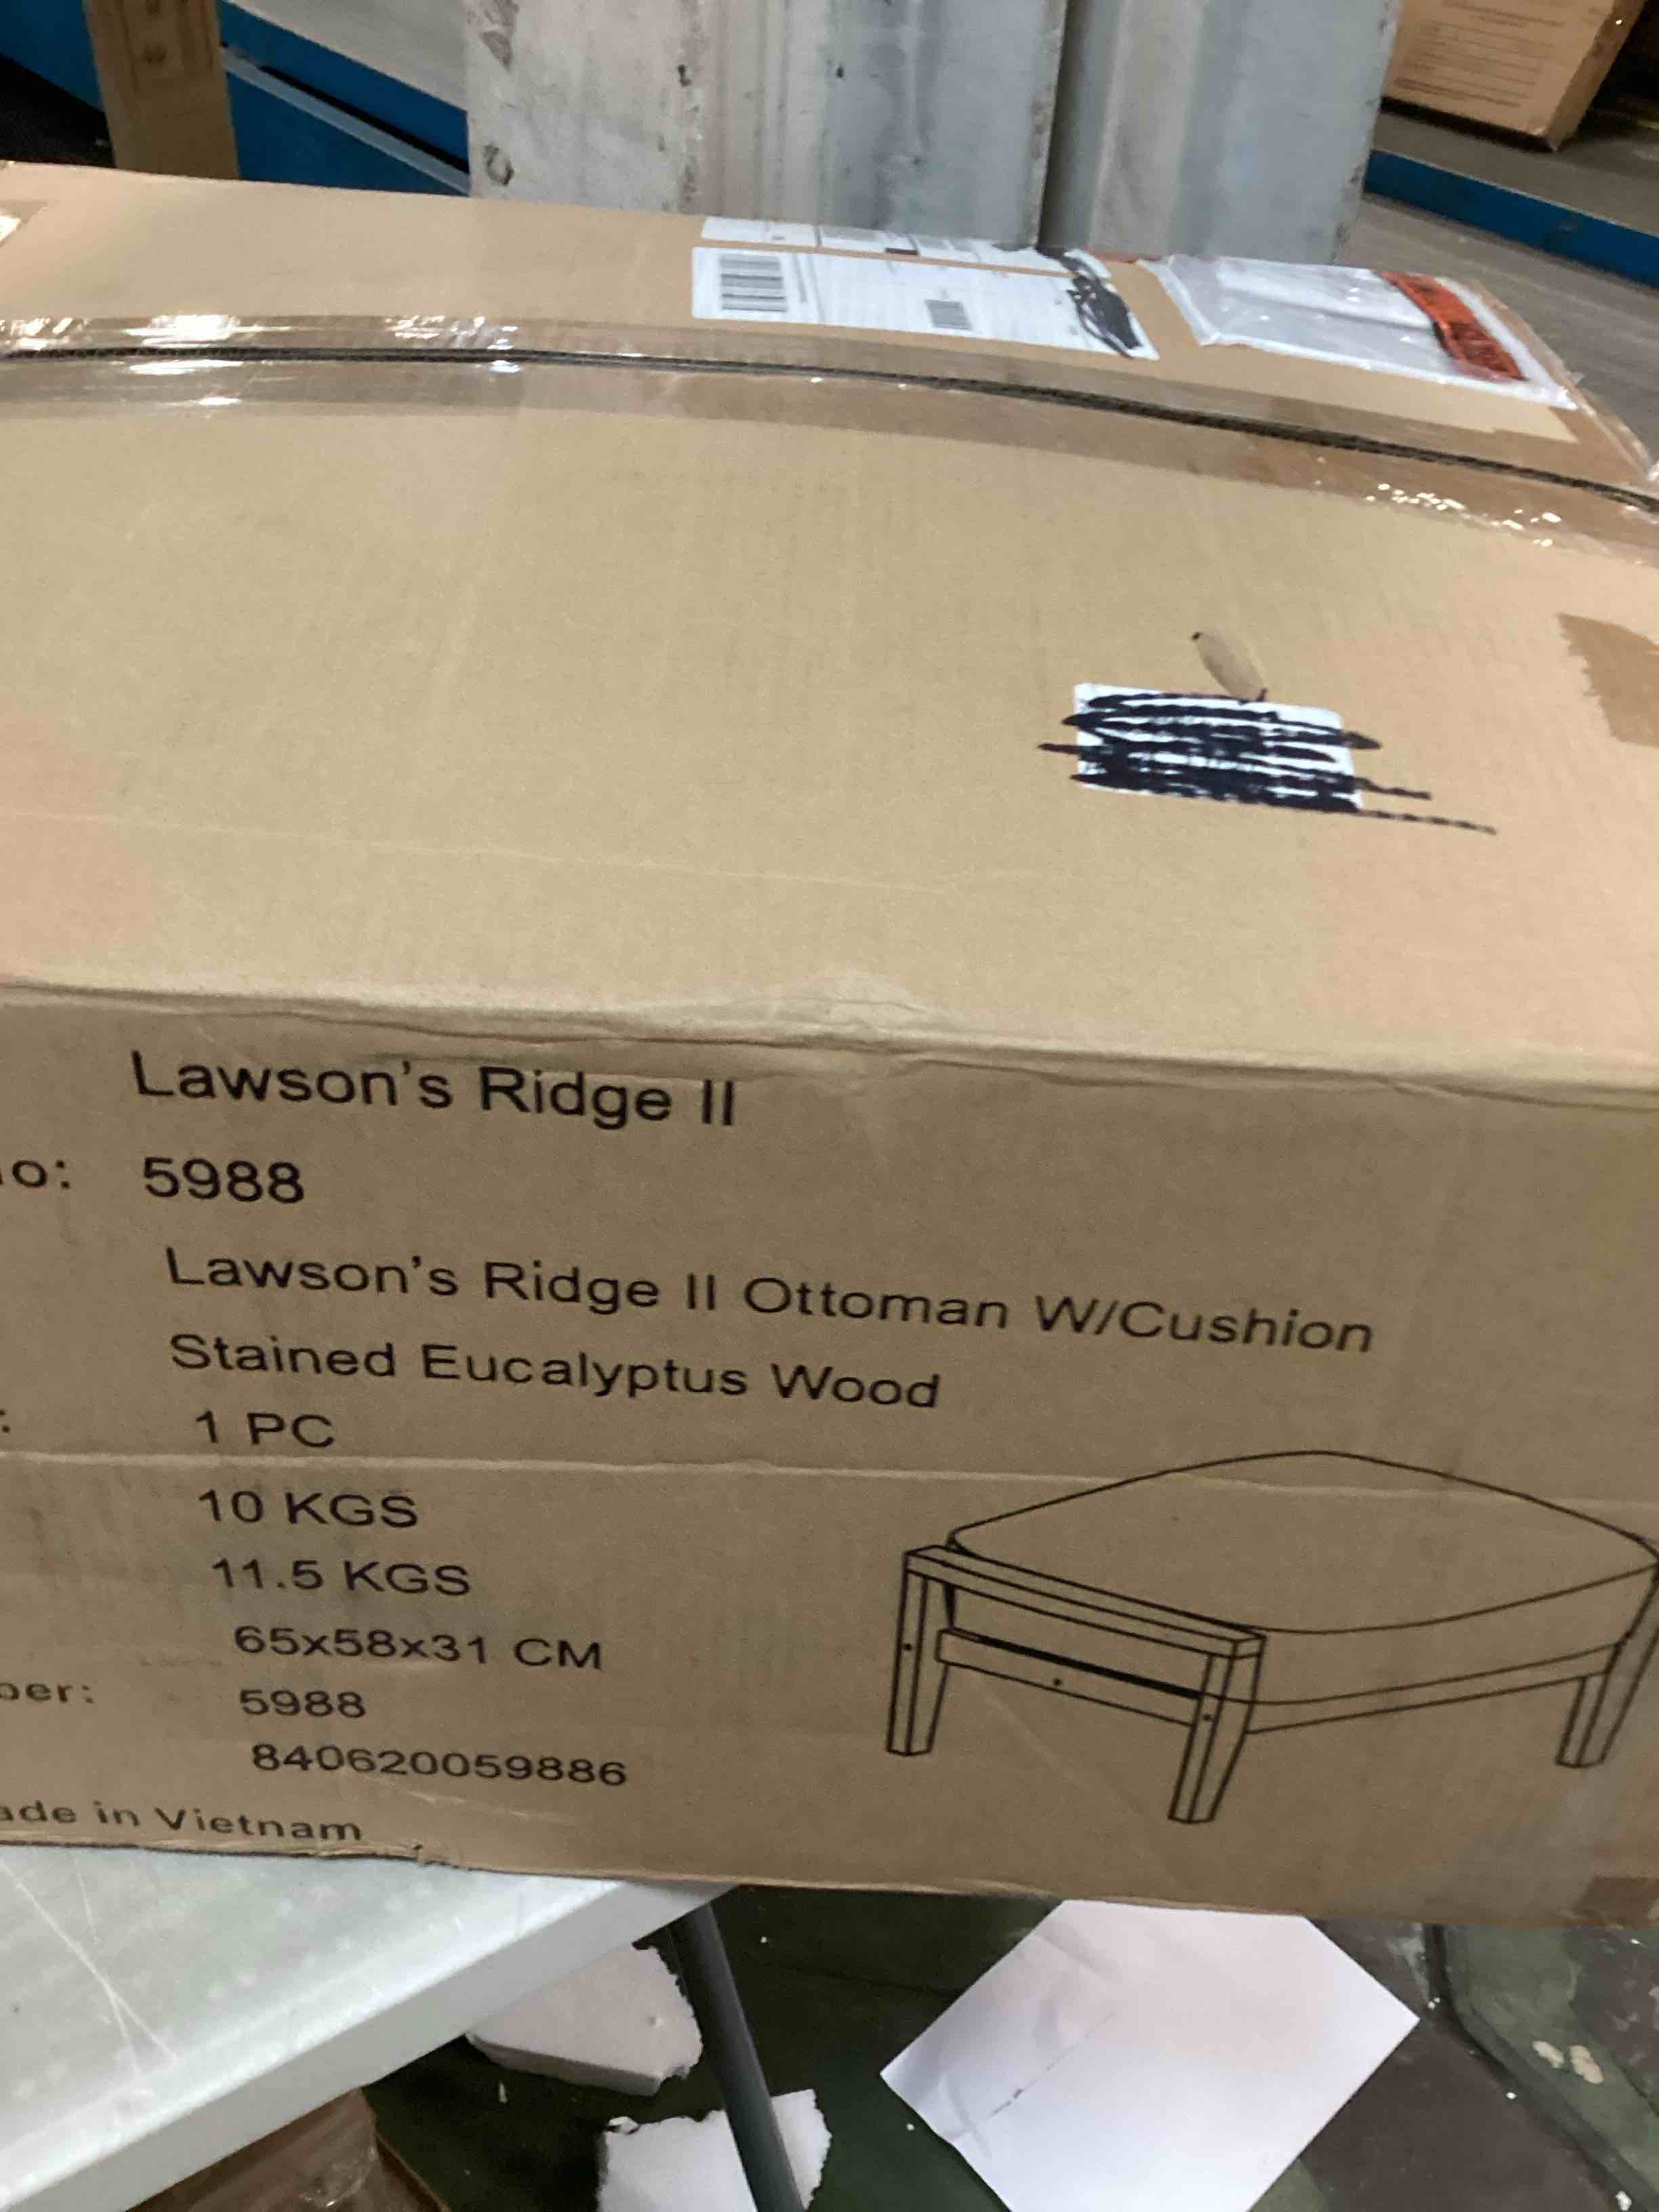 Lawson's Ridge II
o: 5988
Lawson's Ridge II Ottoman W/Cushion
Stained Eucalyptus Wood
: 1 PC
10 KGS
11.5 KGS
65x58x31 CM
ber: 5988
840620059886
ade in Vietnam